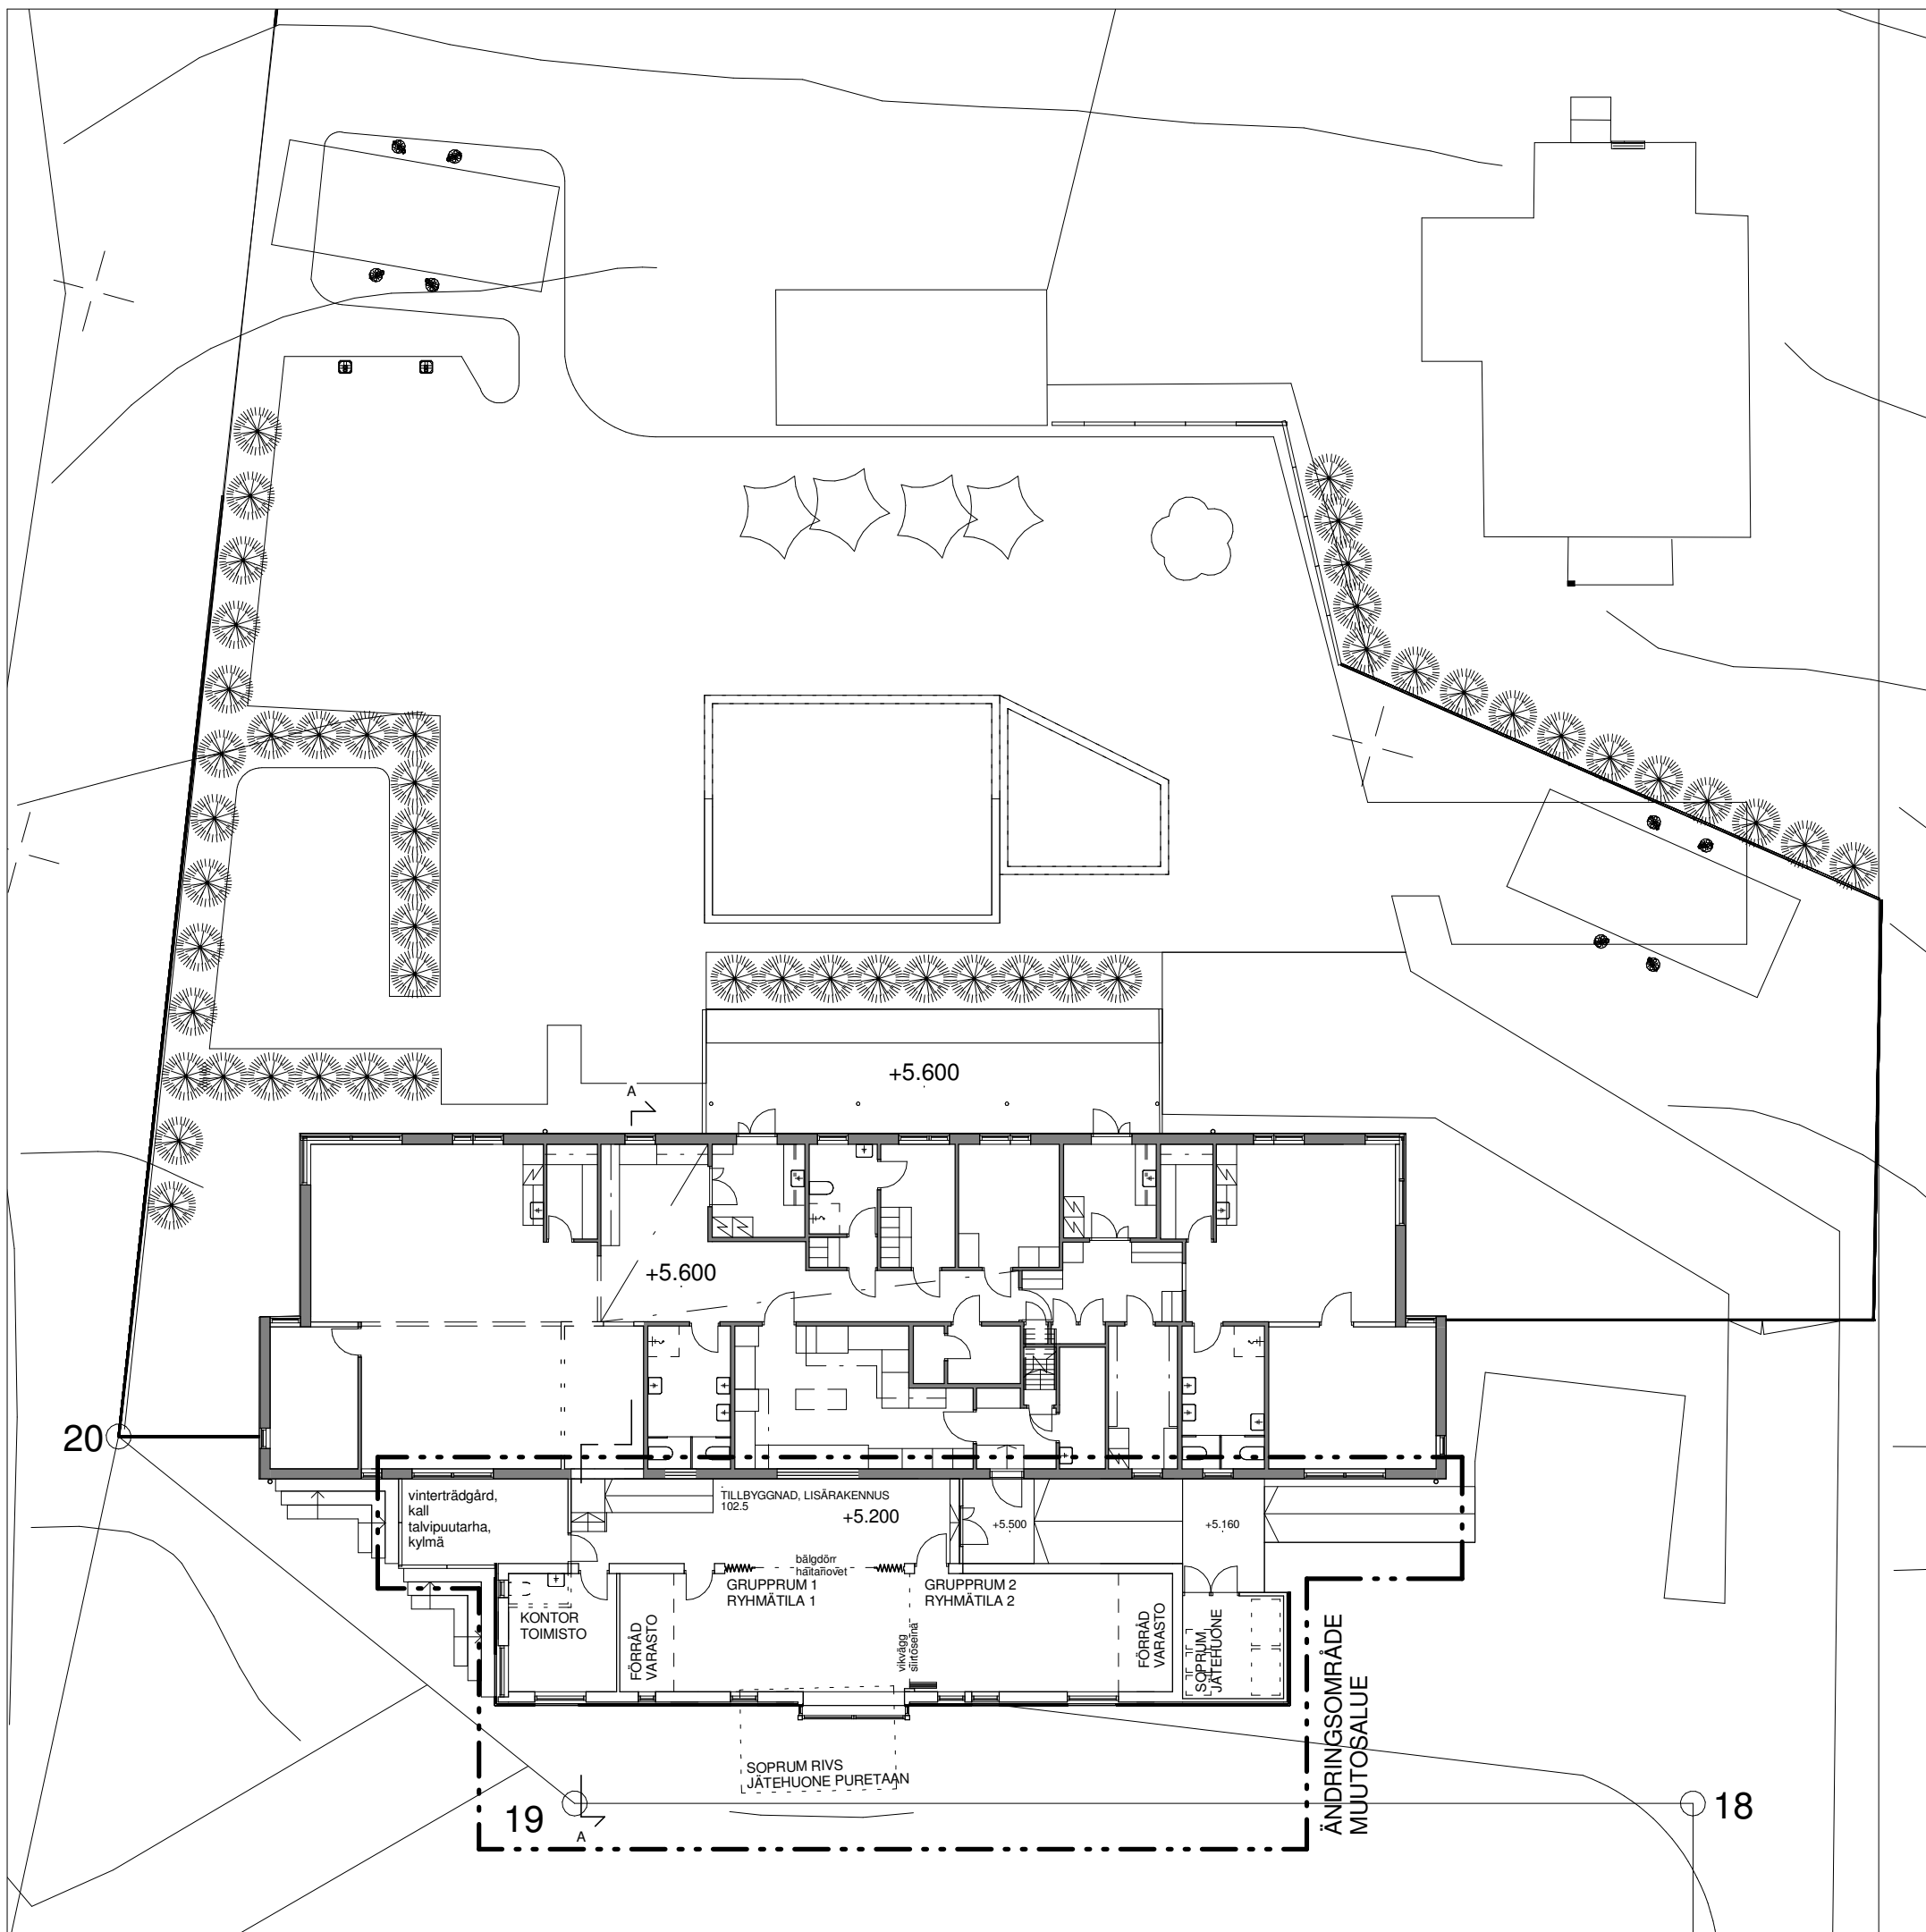 +5.600
A
+5.600
20
vinterträdgård,
kall
talvipuutarha,
kylmä
TILLBYGGNAD, LISÄRAKENNUS
102.5
+5.200
+5.500
+5.160
bälgdörr
haitariovet
GRUPPRUM 1
RYHMÄTILA 1
GRUPPRUM 2
RYHMÄTILA 2
KONTOR
TOIMISTO
FÖRRÅD
VARASTO
vikvägg
siirtöseinä
FÖRRÅD
VARASTO
SOPRUM
JÄTEHUONE
ÄNDRINGSOMRÅDE
MUUTOSALUE
SOPRUM RIVS
JÄTEHUONE PURETAAN
19
A
18